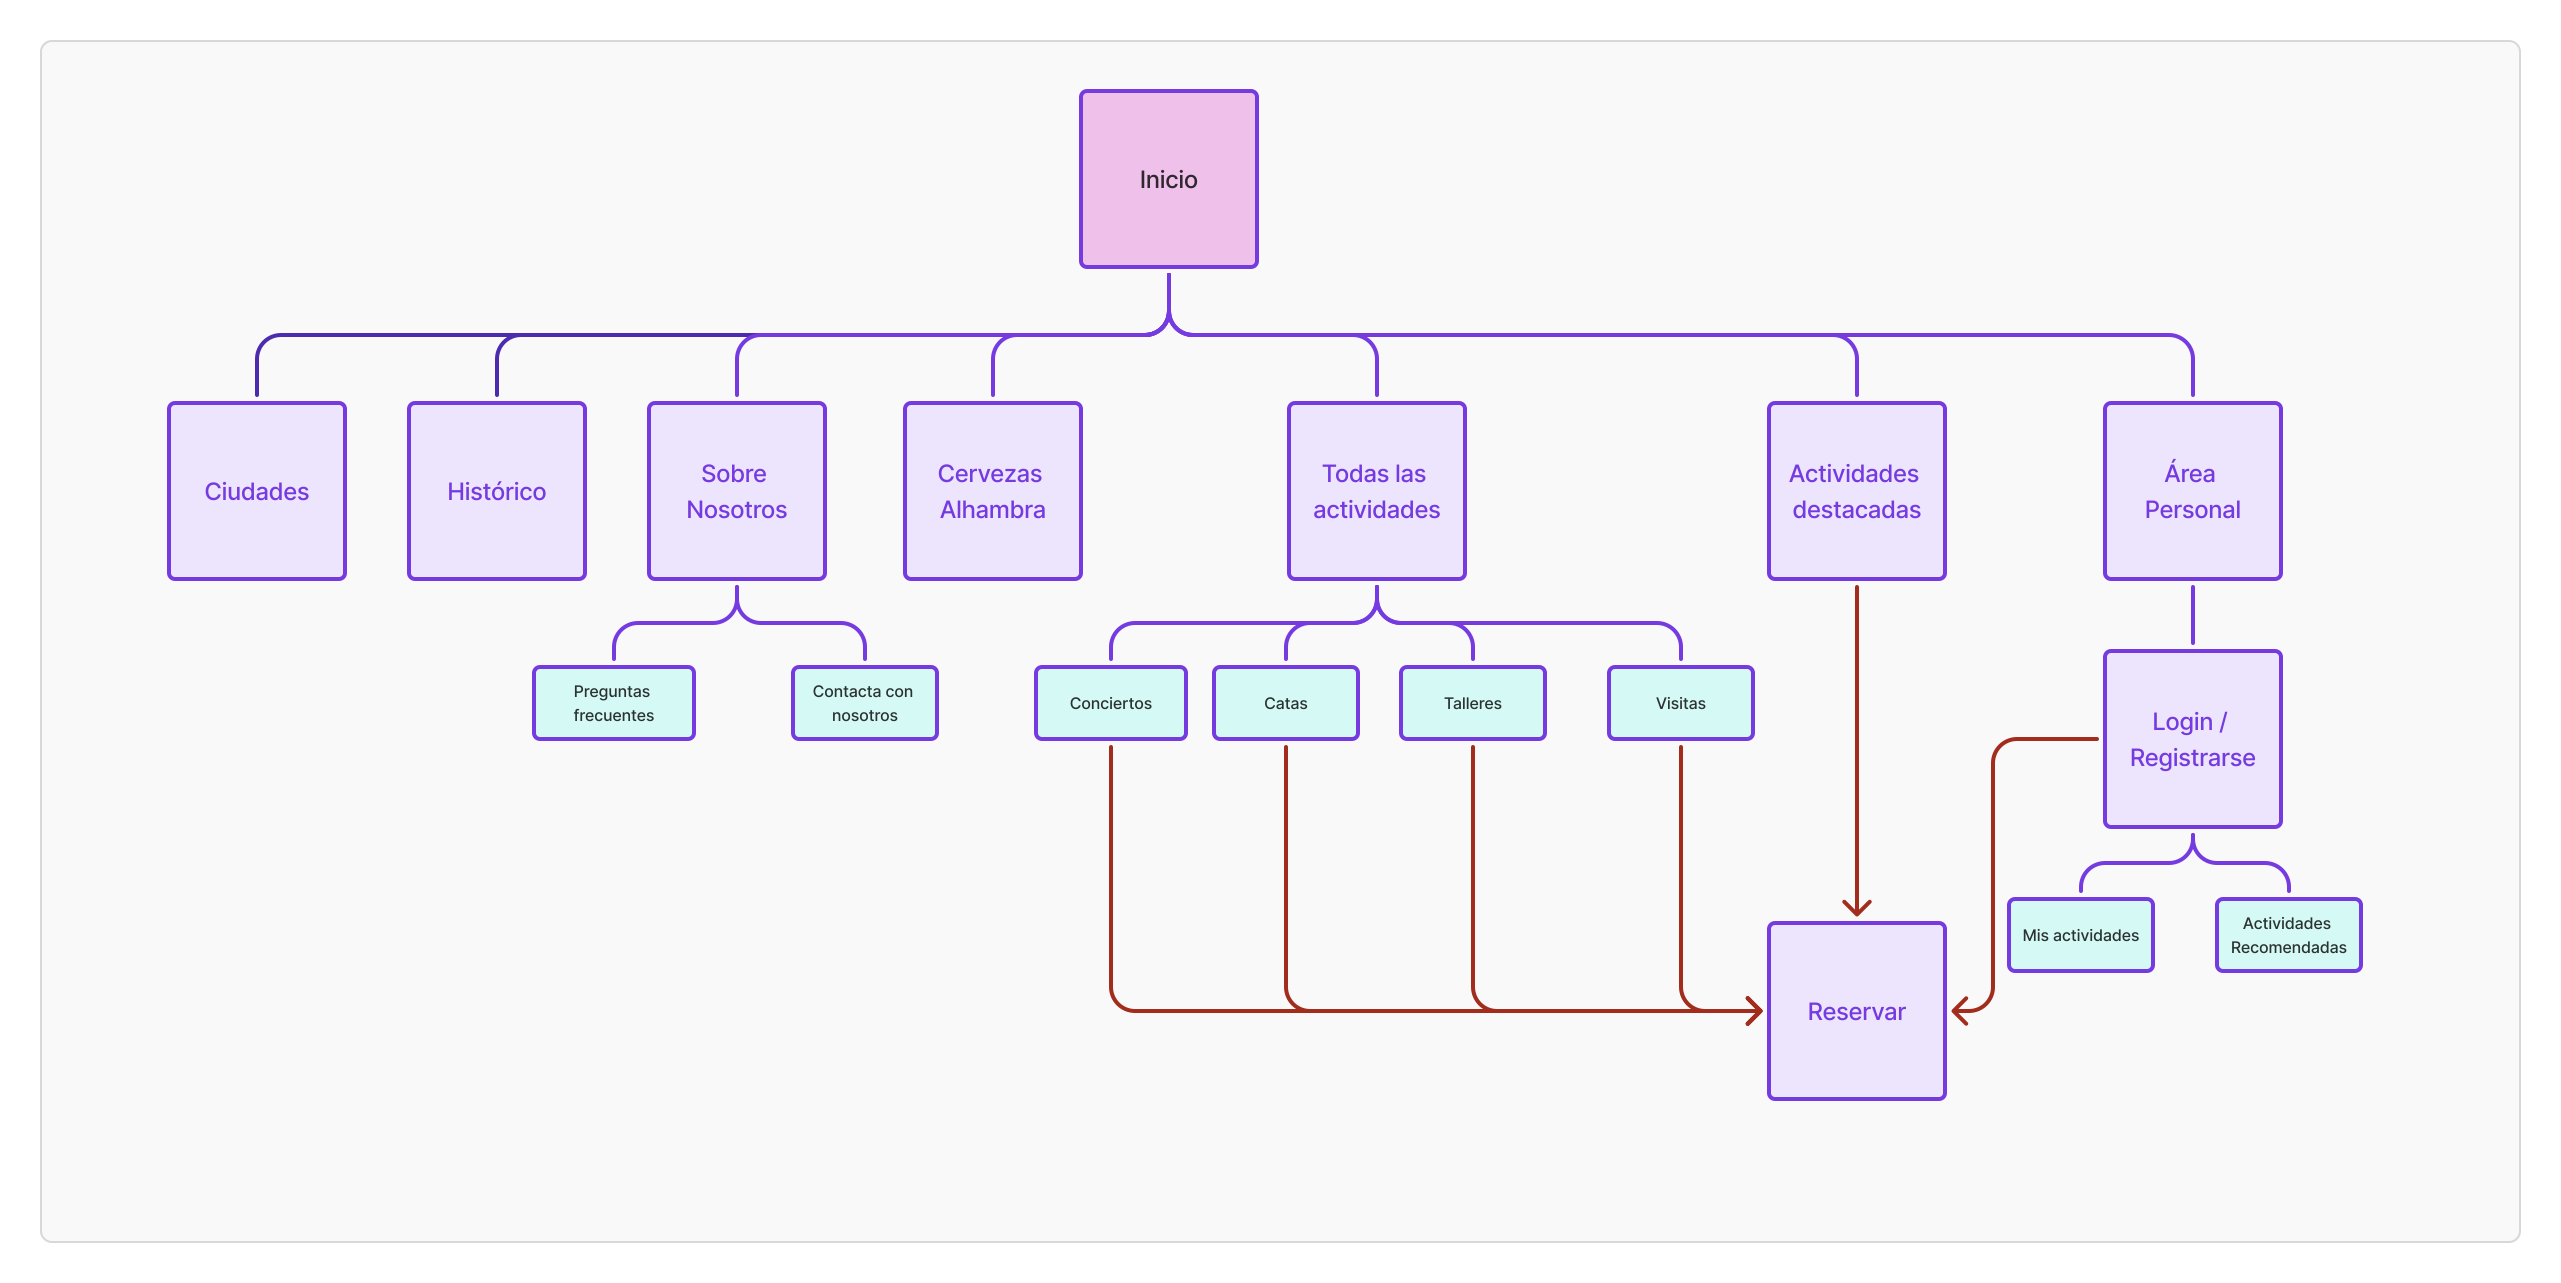 Inicio
Ciudades
Histórico
Sobre
Nosotros
Cervezas
Alhambra
Todas las
actividades
Actividades
destacadas
Área
Personal
Preguntas
frecuentes
Contacta con
nosotros
Conciertos
Catas
Talleres
Visitas
Login /
Registrarse
Mis actividades
Actividades
Recomendadas
Reservar